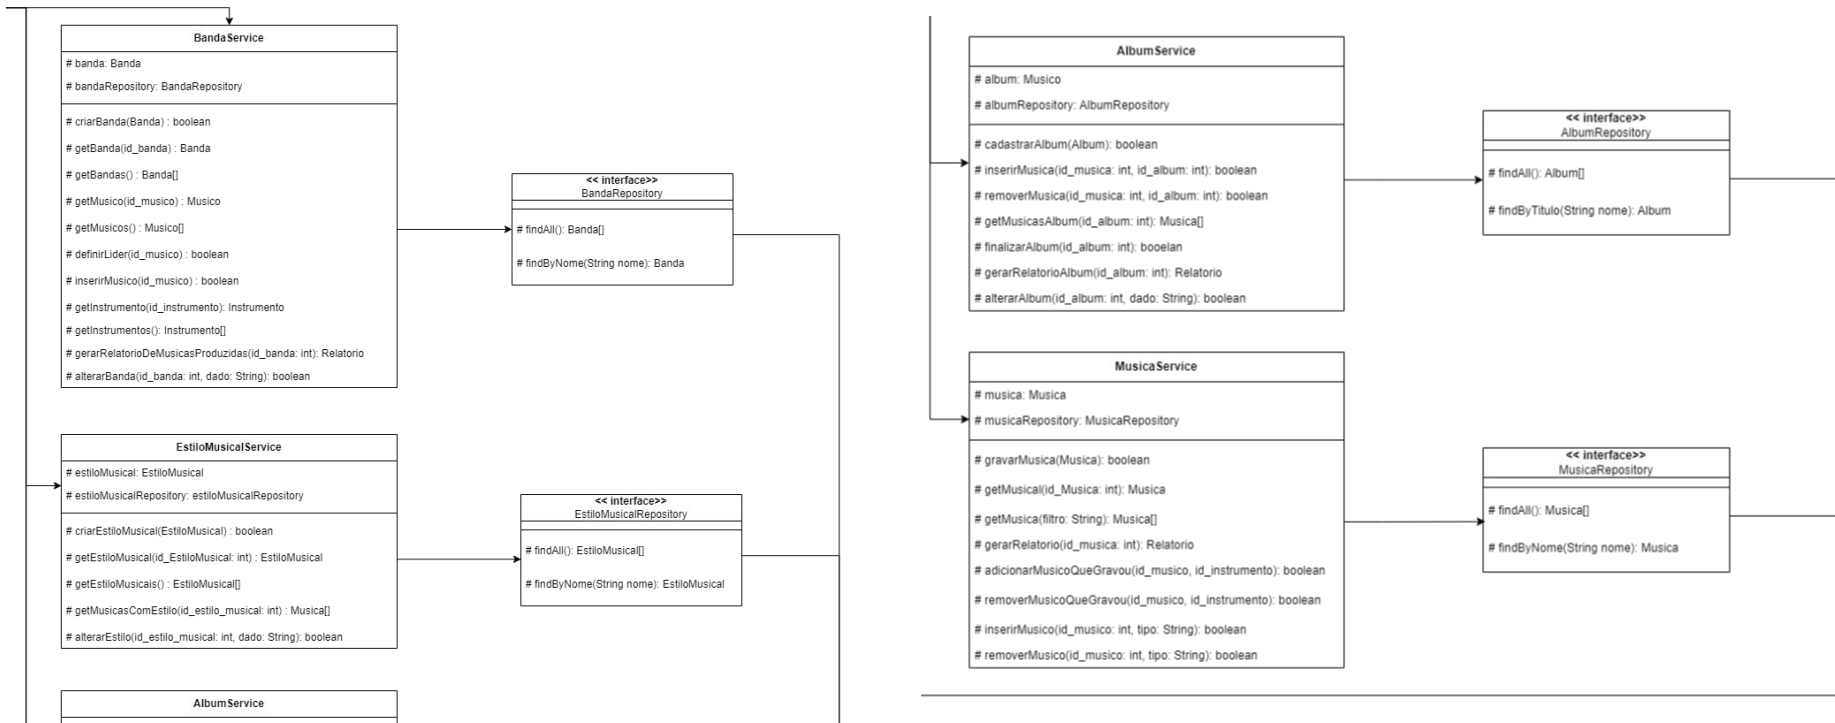 BandaService
# banda: Banda
# bandaRepository: BandaRepository
# criarBanda(Banda) : boolean
# getBanda(id_banda) : Banda
# getBandas() : Banda[]
# getMusico(id_musico) : Musico
# getMusicos() : Musico[]
# definirLider(id_musico) : boolean
# inserirMusico(id_musico) : boolean
# getInstrumento(id_instrumento): Instrumento
# getInstrumentos(): Instrumento[]
# gerarRelatorioDeMusicasProduzidas(id_banda: int): Relatorio
# alterarBanda(id_banda: int, dado: String): boolean
<< interface>>
BandaRepository
# findAll(): Banda[]
# findByNome(String nome): Banda
EstiloMusicalService
# estiloMusical: EstiloMusical
# estiloMusicalRepository: estiloMusicalRepository
# criarEstiloMusical(EstiloMusical) : boolean
# getEstiloMusical(id_EstiloMusical: int) : EstiloMusical
# getEstiloMusicais() : EstiloMusical[]
# getMusicasComEstilo(id_estilo_musical: int) : Musica[]
# alterarEstilo(id_estilo_musical: int, dado: String): boolean
<< interface>>
EstiloMusicalRepository
# findAll(): EstiloMusical[]
# findByNome(String nome): EstiloMusical
AlbumService
AlbumService
# album: Musico
# albumRepository: AlbumRepository
# cadastrarAlbum(Album): boolean
# inserirMusica(id_musica: int, id_album: int): boolean
# removerMusica(id_musica: int, id_album: int): boolean
# getMusicasAlbum(id_album: int): Musica[]
# finalizarAlbum(id_album: int): booelan
# gerarRelatorioAlbum(id_album: int): Relatorio
# alterarAlbum(id_album: int, dado: String): boolean
<< interface>>
AlbumRepository
# findAll(): Album[]
# findByTitulo(String nome): Album
MusicaService
# musica: Musica
# musicaRepository: MusicaRepository
# gravarMusica(Musica): boolean
# getMusical(id_Musica: int): Musica
# getMusica(filtro: String): Musica[]
# gerarRelatorio(id_musica: int): Relatorio
# adicionarMusicoQueGravou(id_musico, id_instrumento): boolean
# removerMusicoQueGravou(id_musico, id_instrumento): boolean
# inserirMusico(id_musico: int, tipo: String): boolean
# removerMusico(id_musico: int, tipo: String): boolean
<< interface>>
MusicaRepository
# findAll(): Musica[]
# findByNome(String nome): Musica